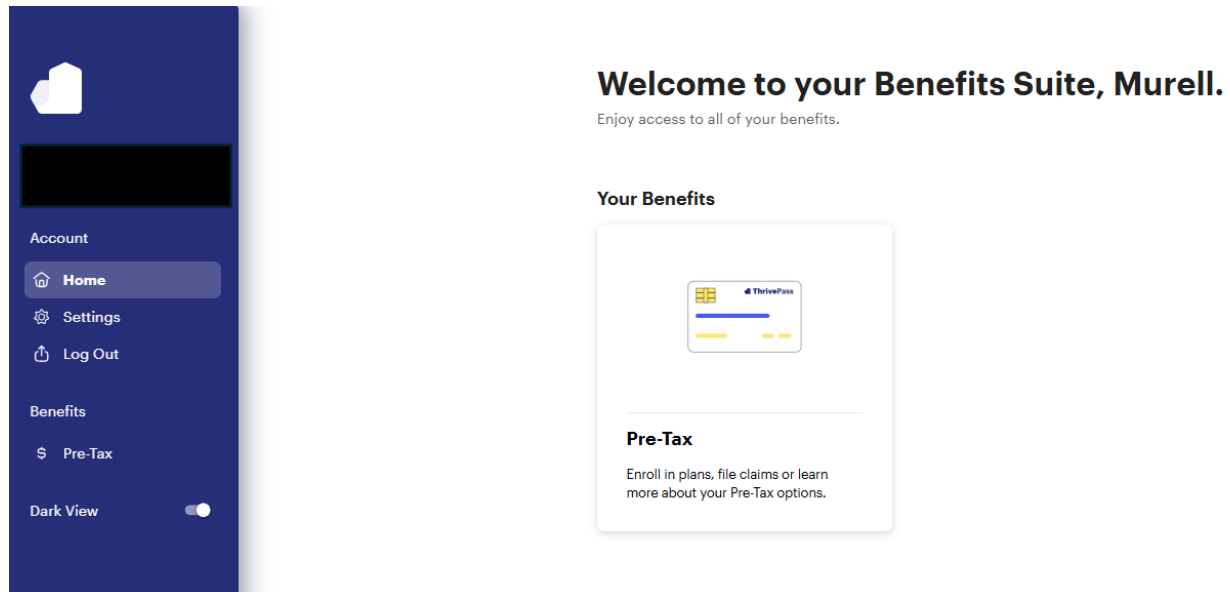 Account
Home
Settings
Log Out
Benefits
$ Pre-Tax
Dark View
Welcome to your Benefits Suite, Murell.
Enjoy access to all of your benefits.
Your Benefits
ThrivePass
Pre-Tax
Enroll in plans, file claims or learn
more about your Pre-Tax options.